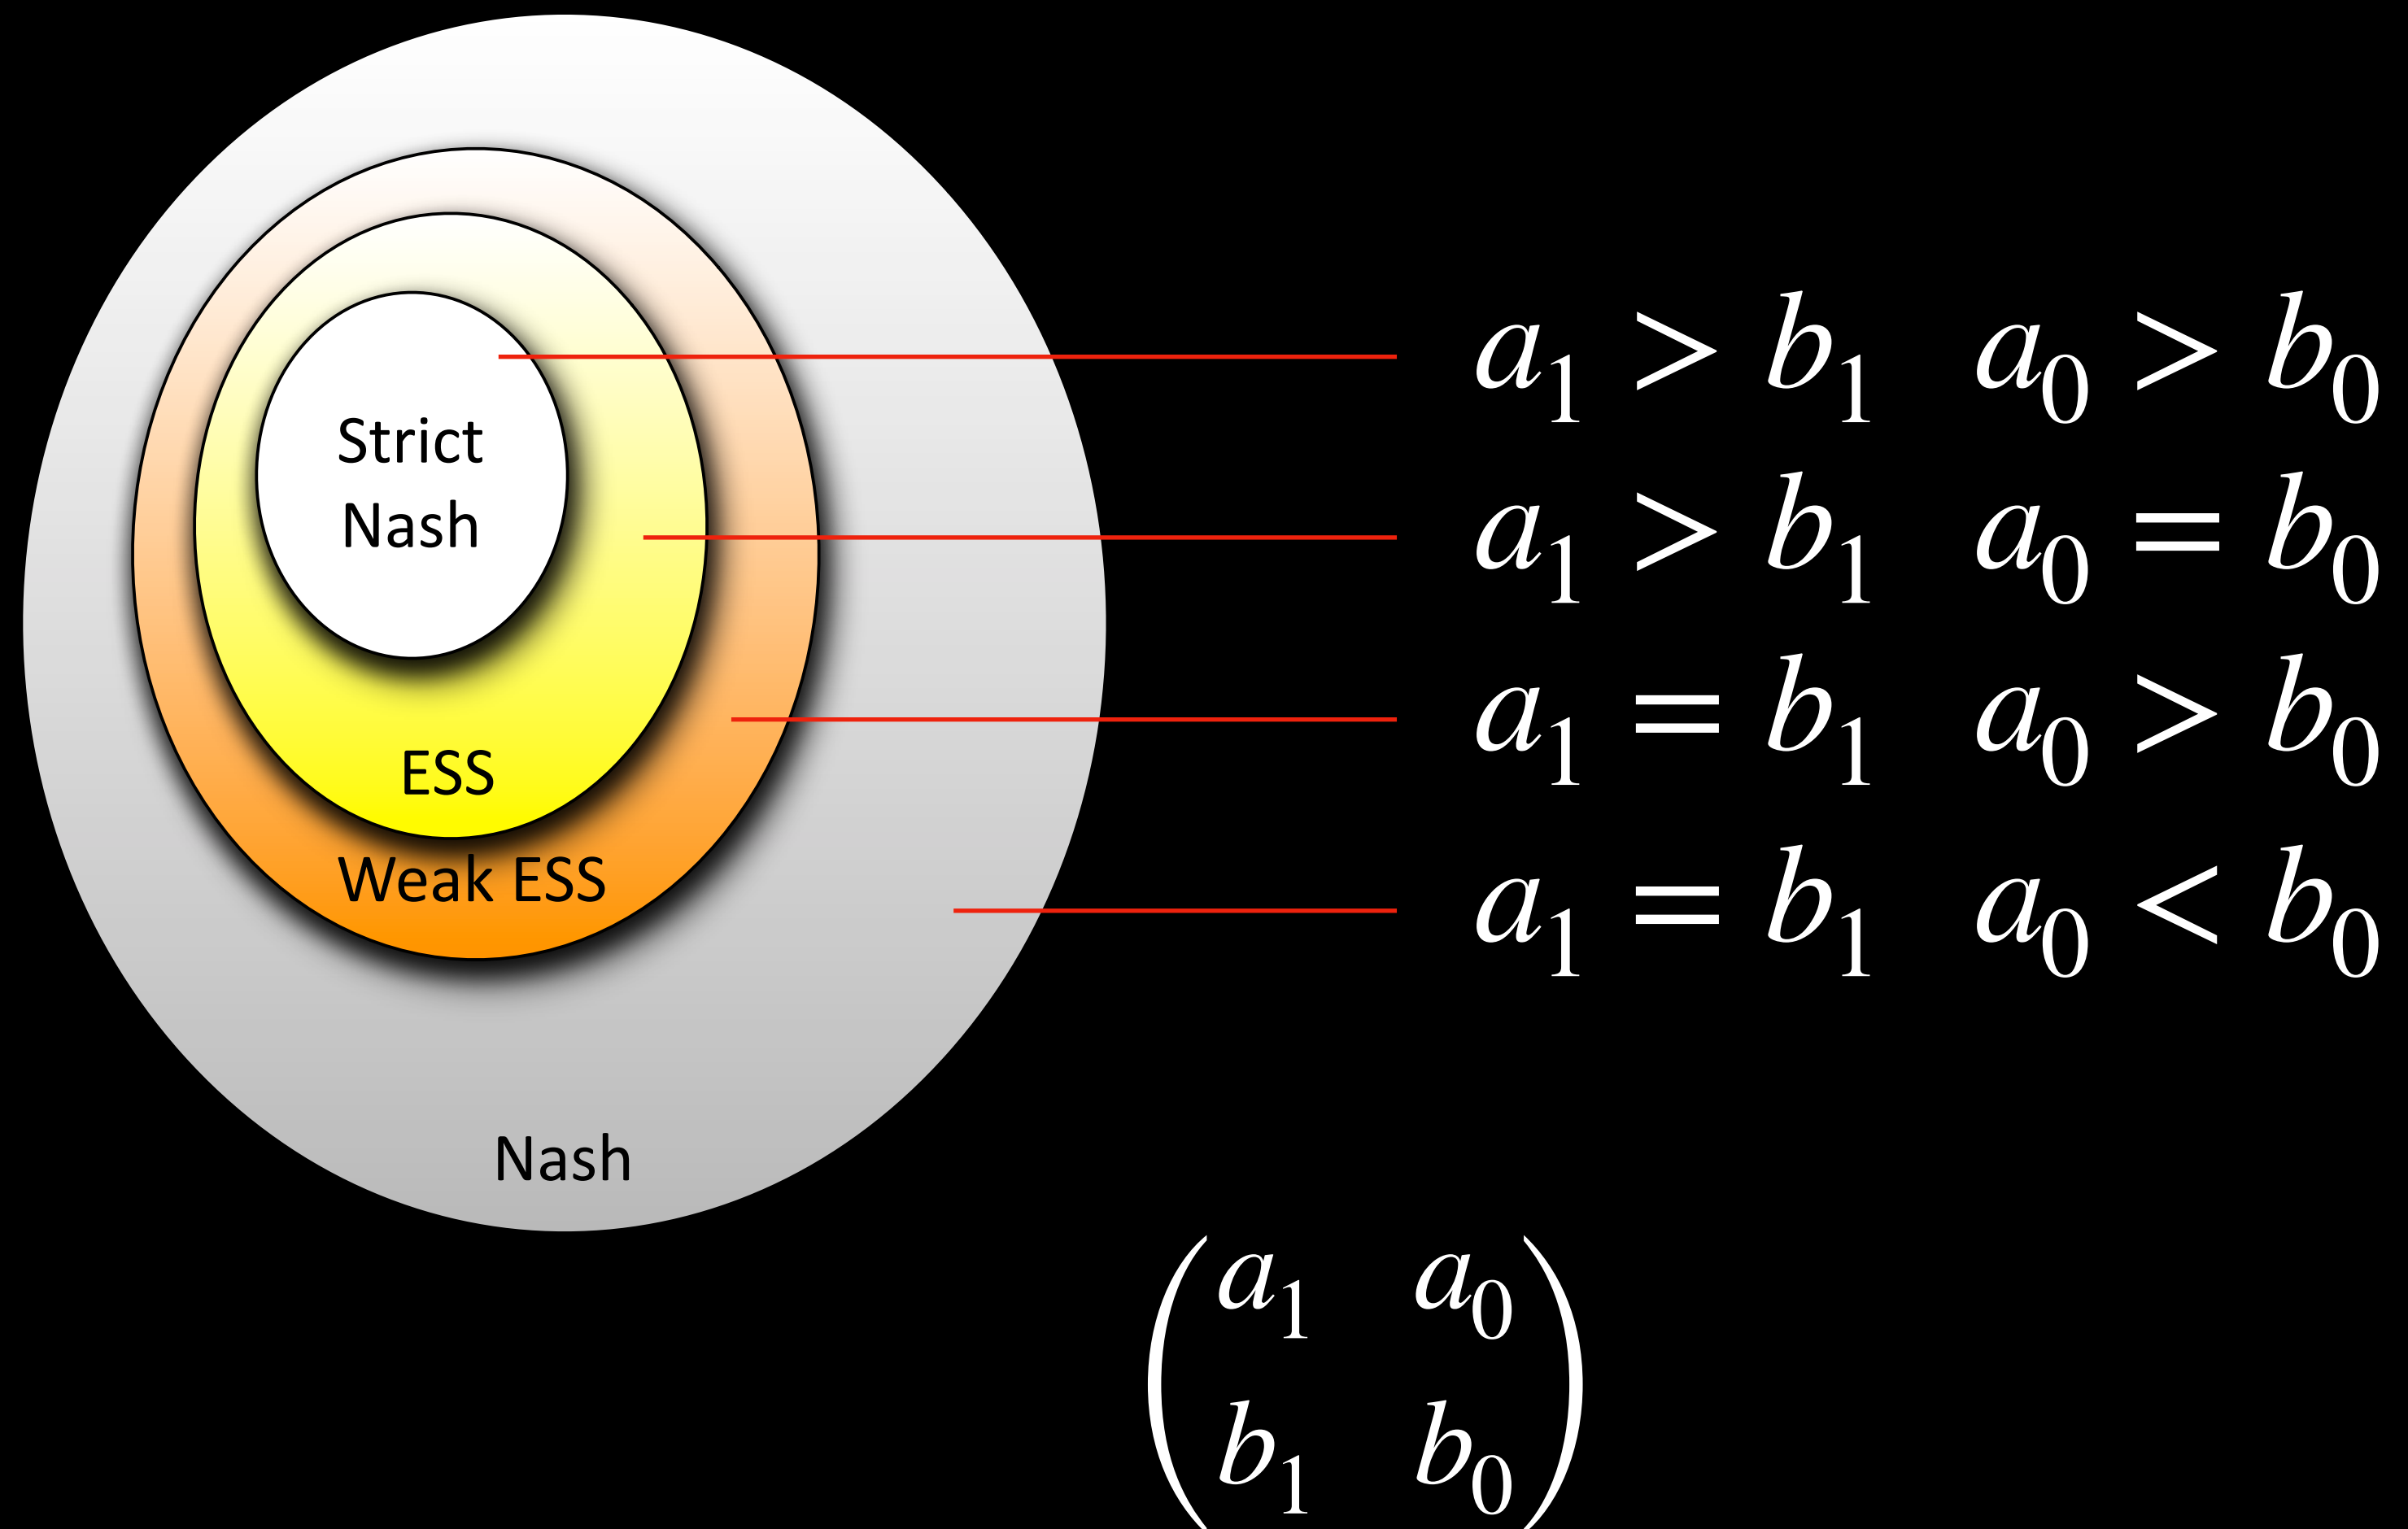 a₁ > b₁ a₀ > b₀
Strict
Nash
a₁ > b₁ a₀ = b₀
a₁ = b₁ a₀ > b₀
ESS
Weak ESS
a₁ = b₁ a₀ < b₀
Nash
a₁ a₀
b₁ b₀